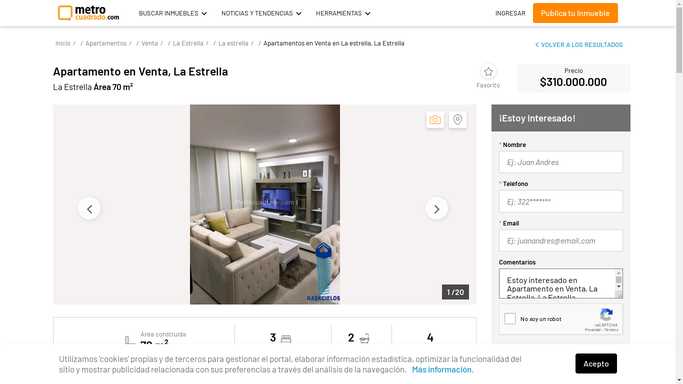 metro
cuadrado.com
BUSCAR INMUEBLES
NOTICIAS Y TENDENCIAS
HERRAMIENTAS
INGRESAR
Publica tu Inmueble
Inicio / / Apartamentos / / Venta / / La Estrella / / La estrella / / Apartamentos en Venta en La estrella, La Estrella
VOLVER A LOS RESULTADOS
Apartamento en Venta, La Estrella
La Estrella Área 70 m²
Favorito
Precio
$310.000.000
1 / 20
RASACIELOS
¡Estoy Interesado!
* Nombre
Ej: Juan Andres
* Teléfono
Ej: 322*******
* Email
Ej: juanandres@email.com
Comentarios
Estoy interesado en
Apartamento en Venta, La
Estrella, La Estrella
No soy un robot
reCAPTCHA
Privacidad - Términos
Área construida
70 m²
3
2
4
Utilizamos 'cookies' propias y de terceros para gestionar el portal, elaborar información estadística, optimizar la funcionalidad del
sitio y mostrar publicidad relacionada con sus preferencias a través del análisis de la navegación. Más información.
Acepto